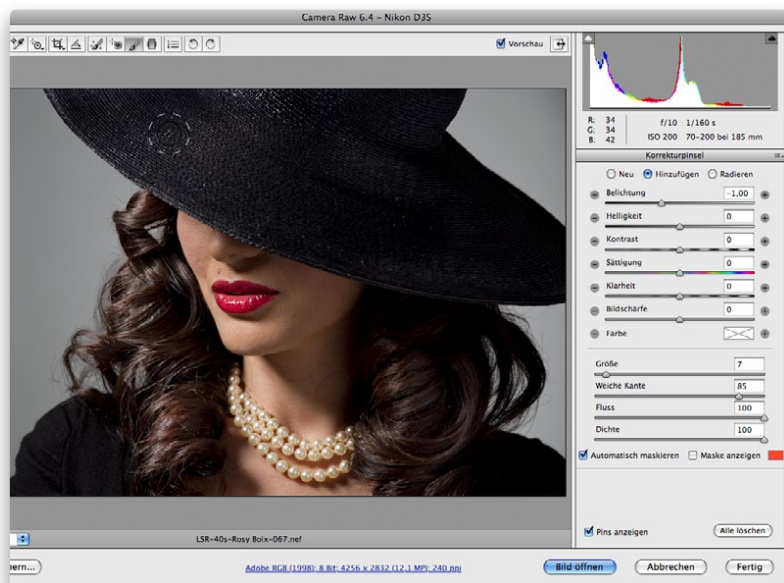 Camera Raw 6.4 – Nikon D3S
Vorschau
R: 34
G: 34
B: 42
f/10 1/160 s
ISO 200 70-200 bei 185 mm
Korrekturpinsel
Neu Hinzufügen Radieren
Belichtung -1,00
Helligkeit 0
Kontrast 0
Sättigung 0
Klarheit 0
Bildschärfe 0
Farbe
Größe 7
Weiche Kante 85
Fluss 100
Dichte 100
Automatisch maskieren Maske anzeigen
Pins anzeigen Alle löschen
LSR-40s-Rosy Boix-067.nef
ern... Adobe RGB (1998); 8 Bit; 4256 x 2832 (12,1 MP); 240 ppi Bild öffnen Abbrechen Fertig